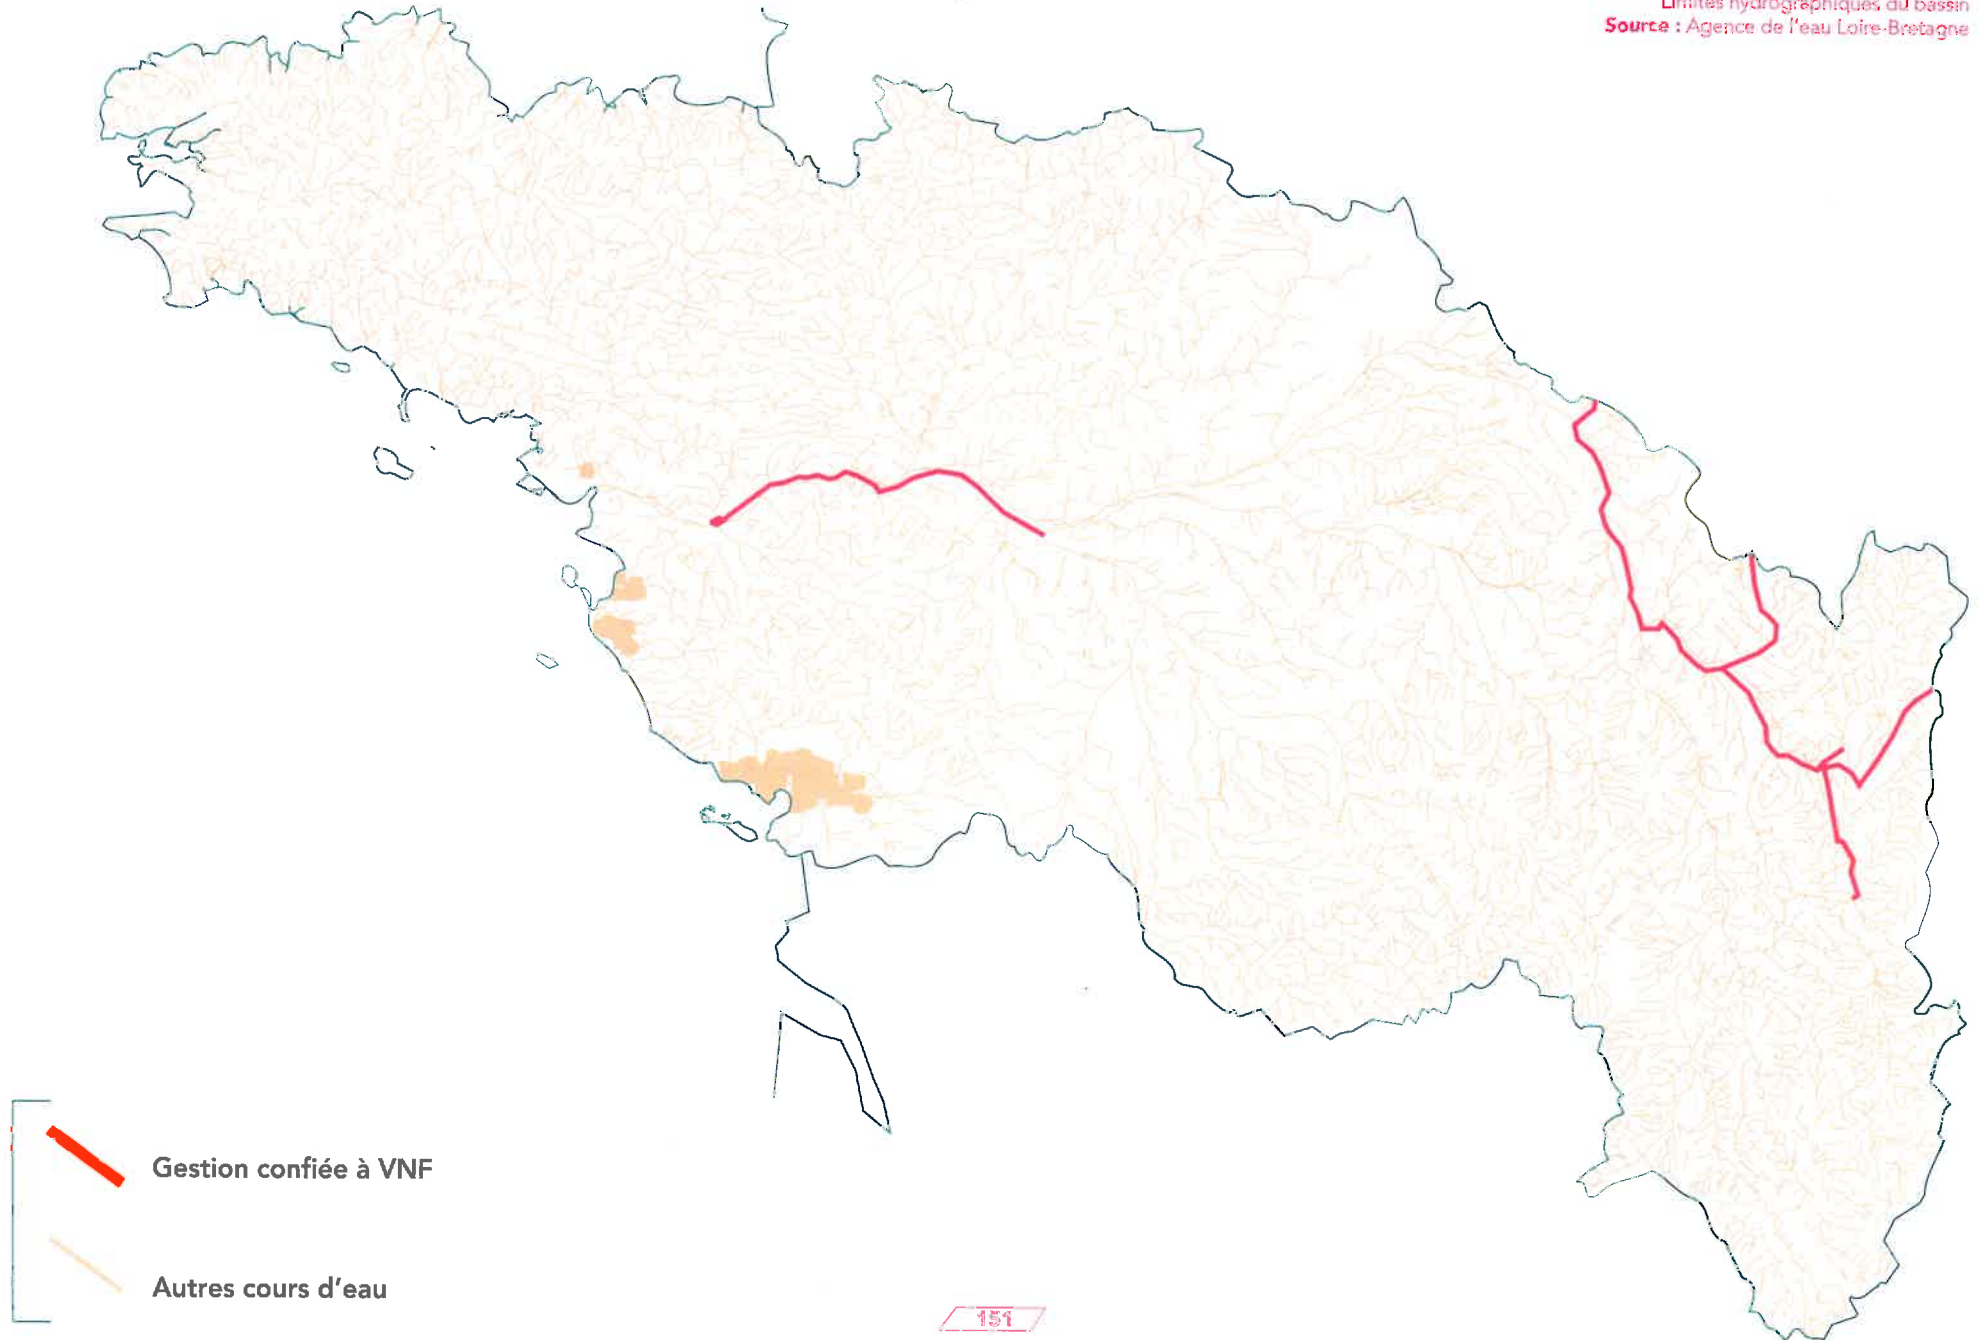 Limites hydrographiques du bassin
Source : Agence de l'eau Loire-Bretagne
Gestion confiée à VNF
Autres cours d'eau
151